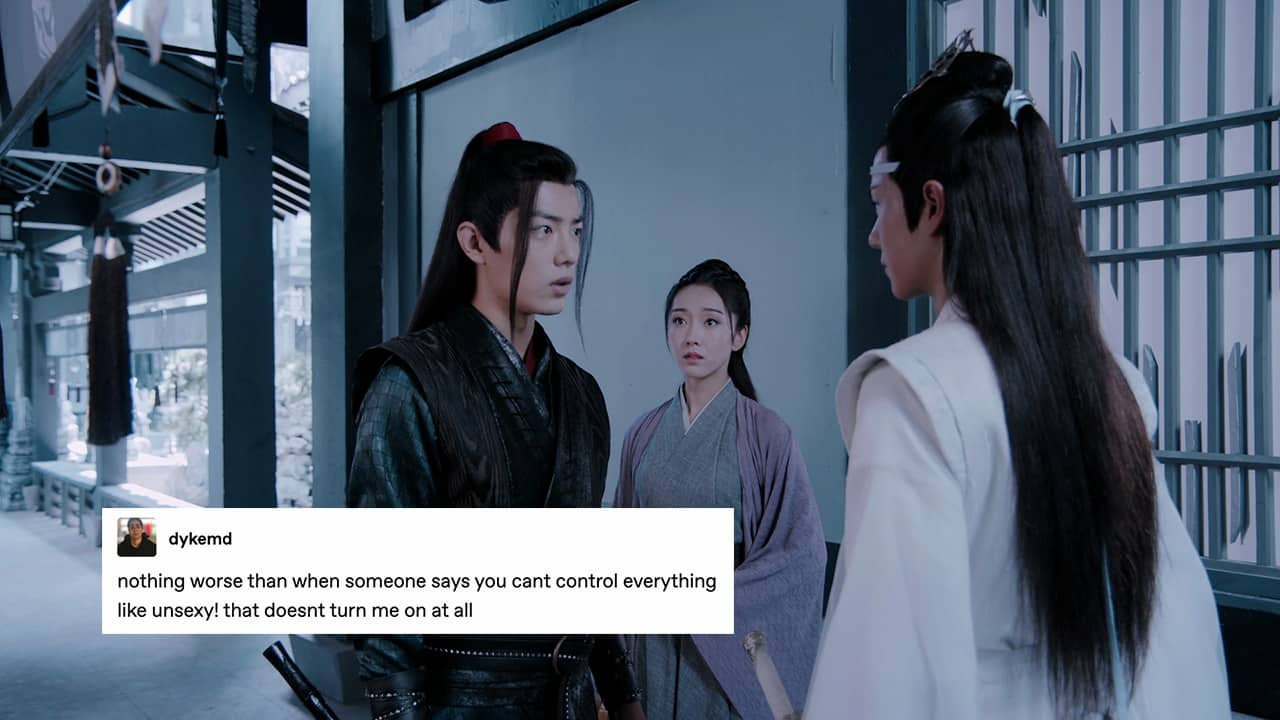 dykemd
nothing worse than when someone says you cant control everything
like unsexy! that doesnt turn me on at all